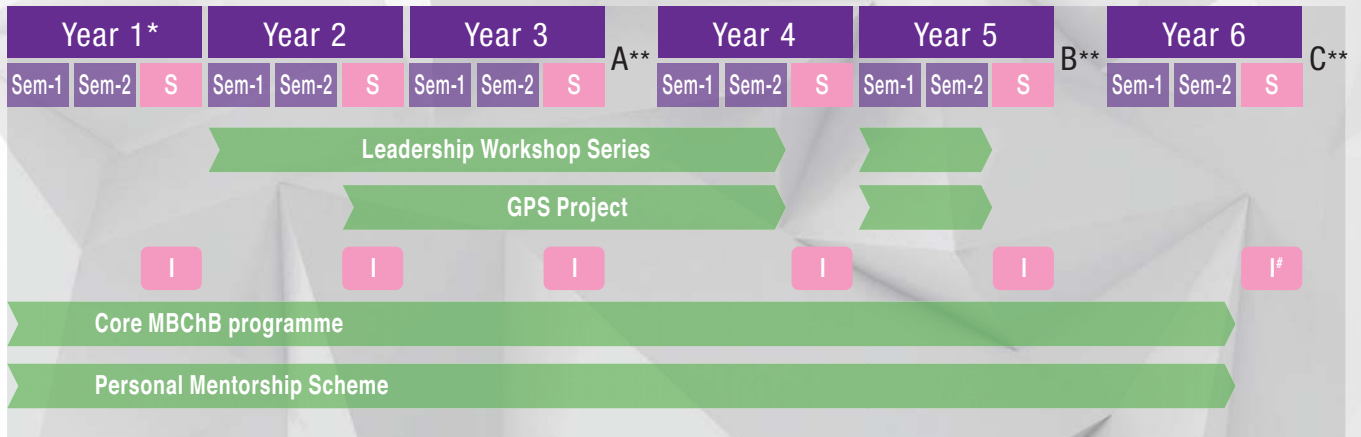 Year 1* Year 2 Year 3 A** Year 4 Year 5 B** Year 6 C**
Sem-1 Sem-2 S Sem-1 Sem-2 S Sem-1 Sem-2 S Sem-1 Sem-2 S Sem-1 Sem-2 S Sem-1 Sem-2 S
Leadership Workshop Series
GPS Project
I I I I I I#
Core MBChB programme
Personal Mentorship Scheme